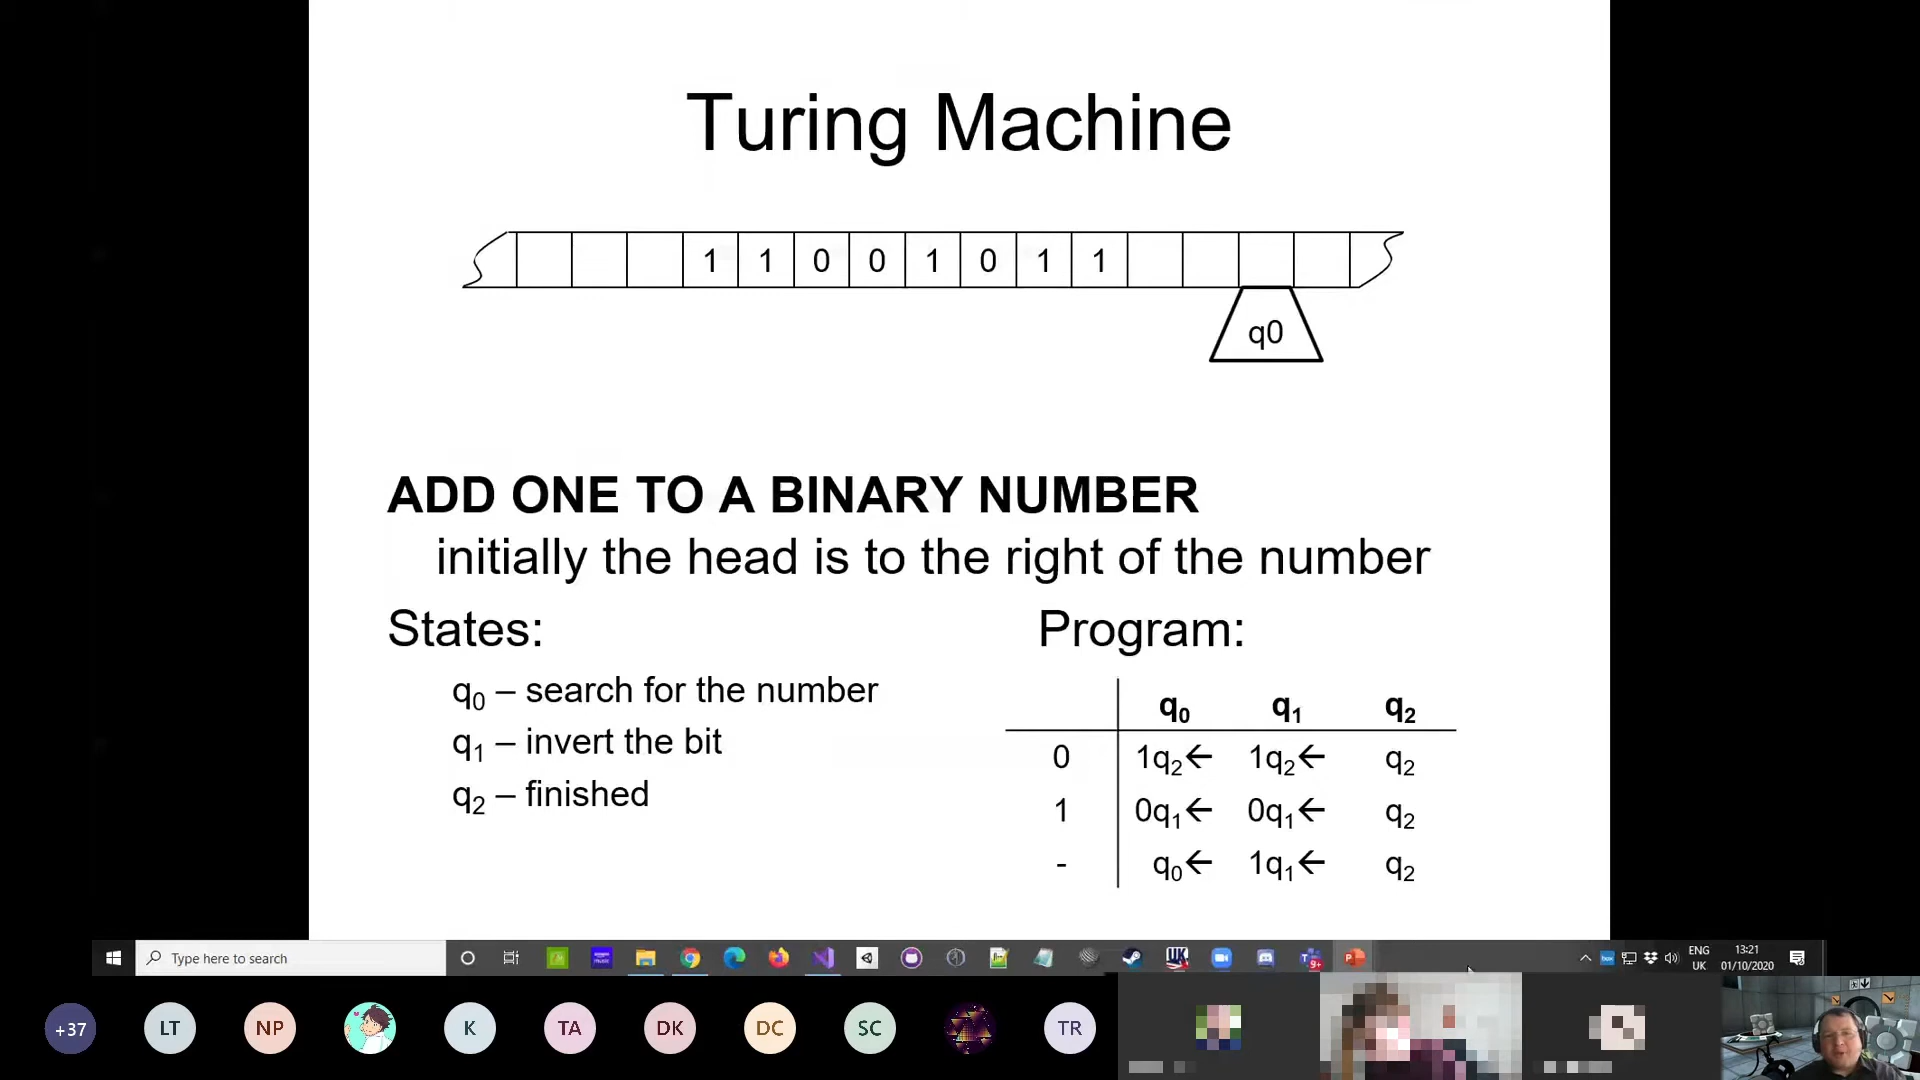 Turing Machine
1 1 0 0 1 0 1 1
q0
ADD ONE TO A BINARY NUMBER
initially the head is to the right of the number
States:
Program:
q₀ – search for the number
q₁ – invert the bit
q₂ – finished
q₀ q₁ q₂
0 1q₂← 1q₂← q₂
1 0q₁← 0q₁← q₂
- q₀← 1q₁← q₂
Type here to search
9+
ENG
UK
13:21
01/10/2020
+37 LT NP K TA DK DC SC TR